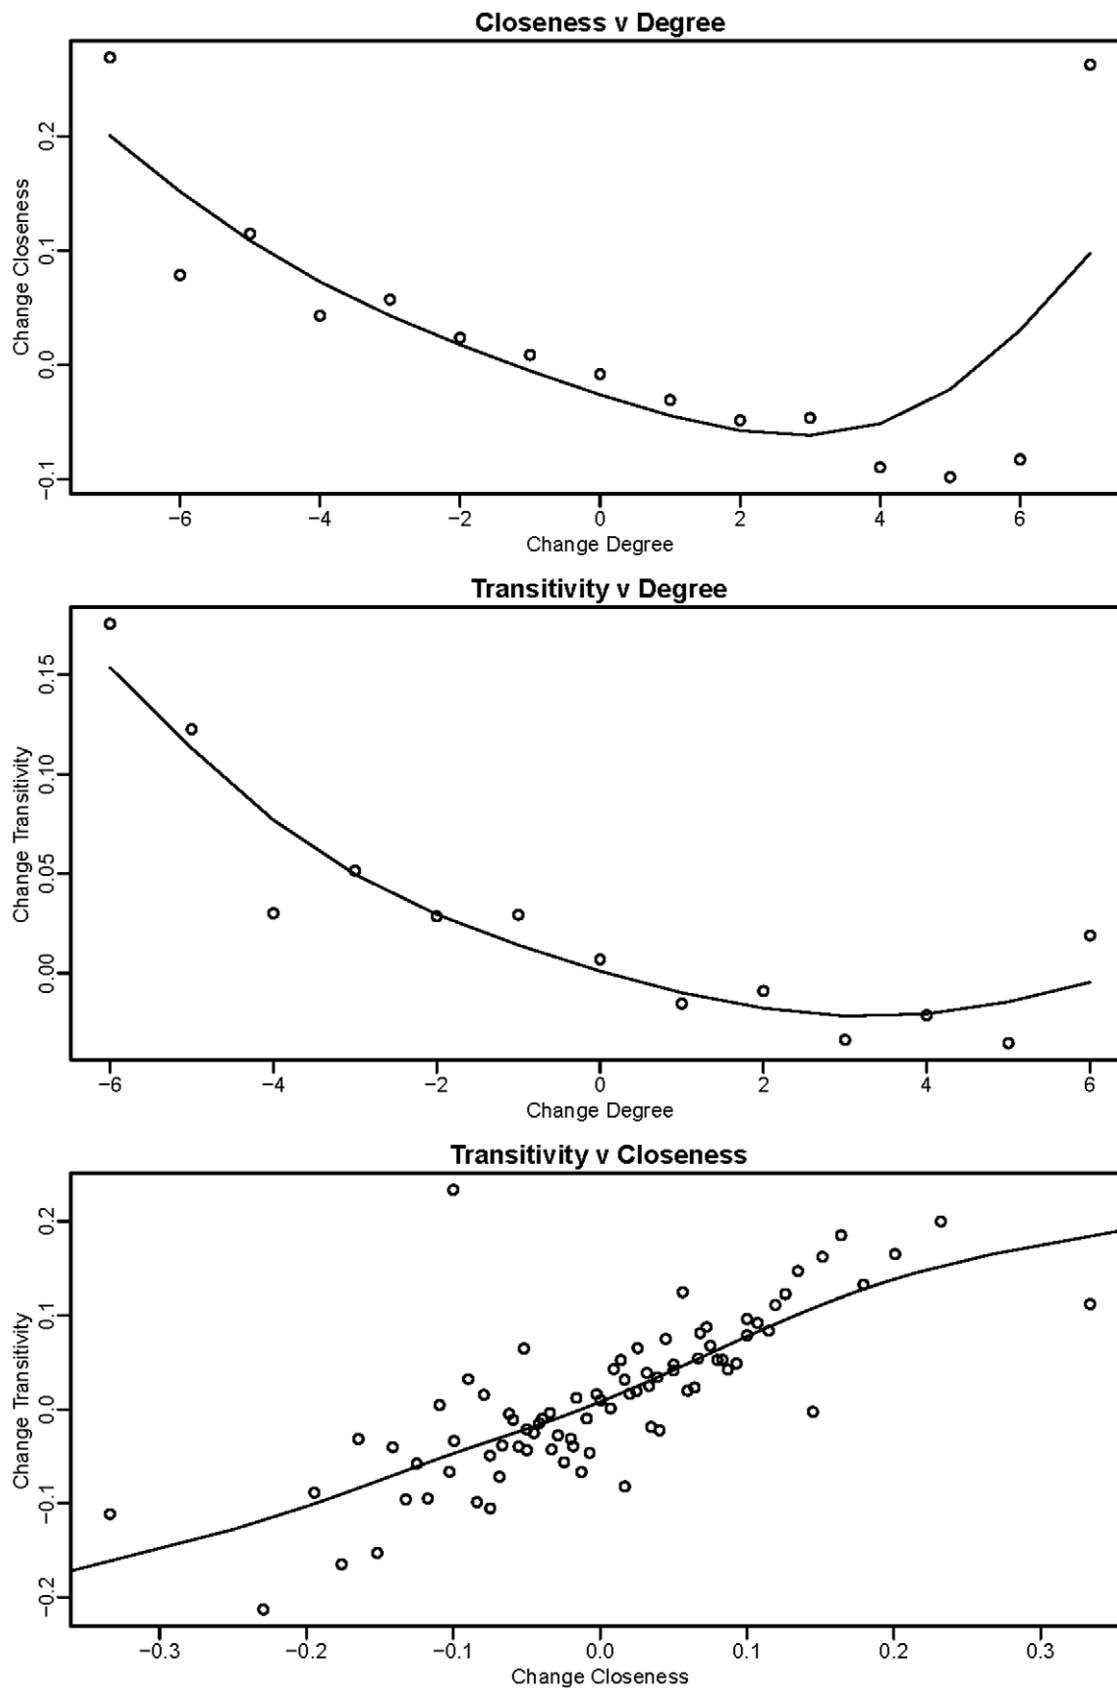 Closeness v Degree
Change Closeness
0.2
0.1
0.0
−0.1
−6 −4 −2 0 2 4 6
Change Degree
Transitivity v Degree
Change Transitivity
0.15
0.10
0.05
0.00
−6 −4 −2 0 2 4 6
Change Degree
Transitivity v Closeness
Change Transitivity
0.2
0.1
0.0
−0.1
−0.2
−0.3 −0.2 −0.1 0.0 0.1 0.2 0.3
Change Closeness